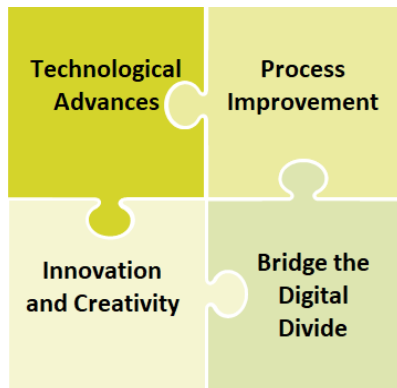 Technological
Advances
Process
Improvement
Innovation
and Creativity
Bridge the
Digital
Divide